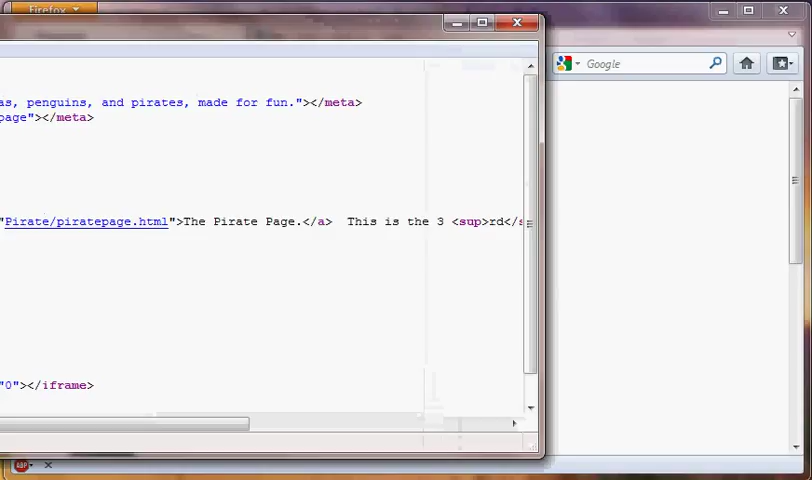 Firefox
Google
as, penguins, and pirates, made for fun."></meta>
page"></meta>
"Pirate/piratepage.html">The Pirate Page.</a>  This is the 3 <sup>rd</s
"0"></iframe>
ABP